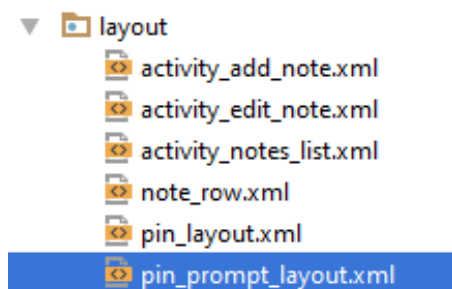 layout
activity_add_note.xml
activity_edit_note.xml
activity_notes_list.xml
note_row.xml
pin_layout.xml
pin_prompt_layout.xml